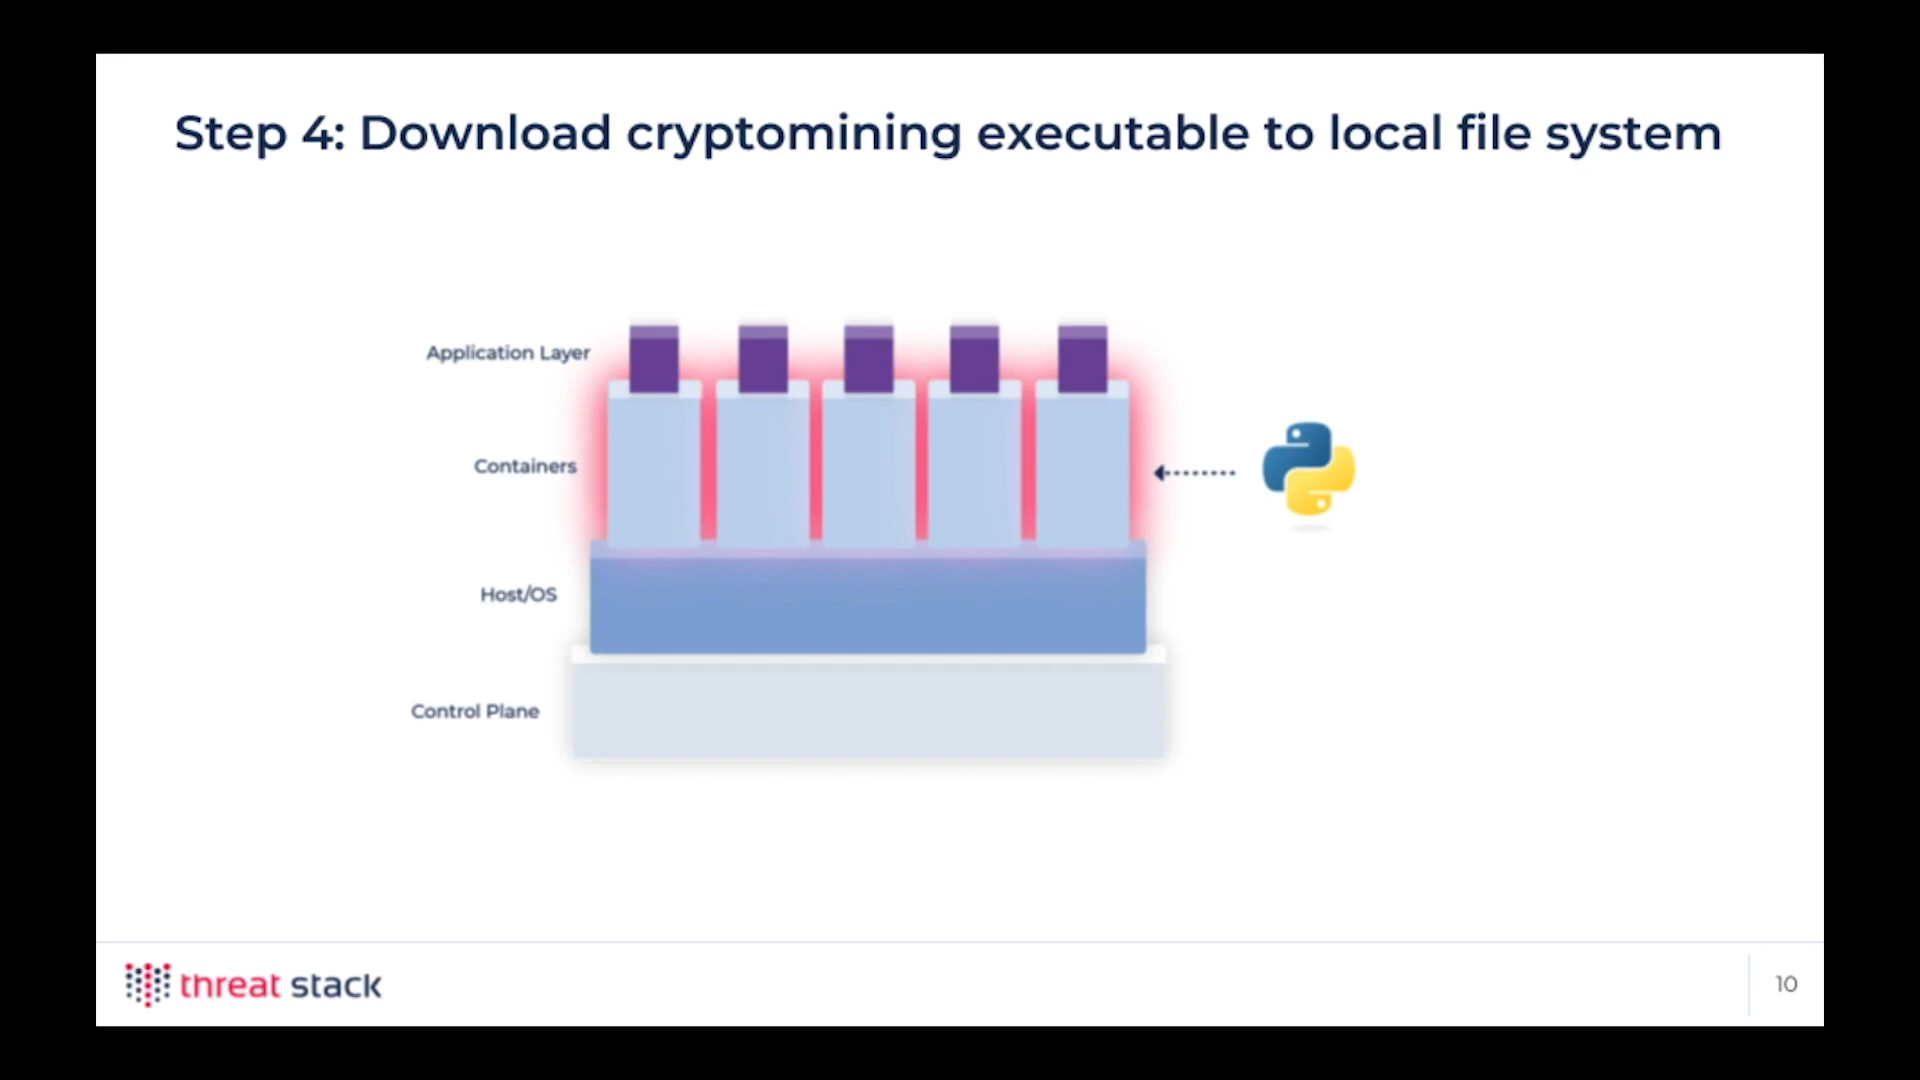 Step 4: Download cryptomining executable to local file system
Application Layer
Containers
Host/OS
Control Plane
threat stack
10